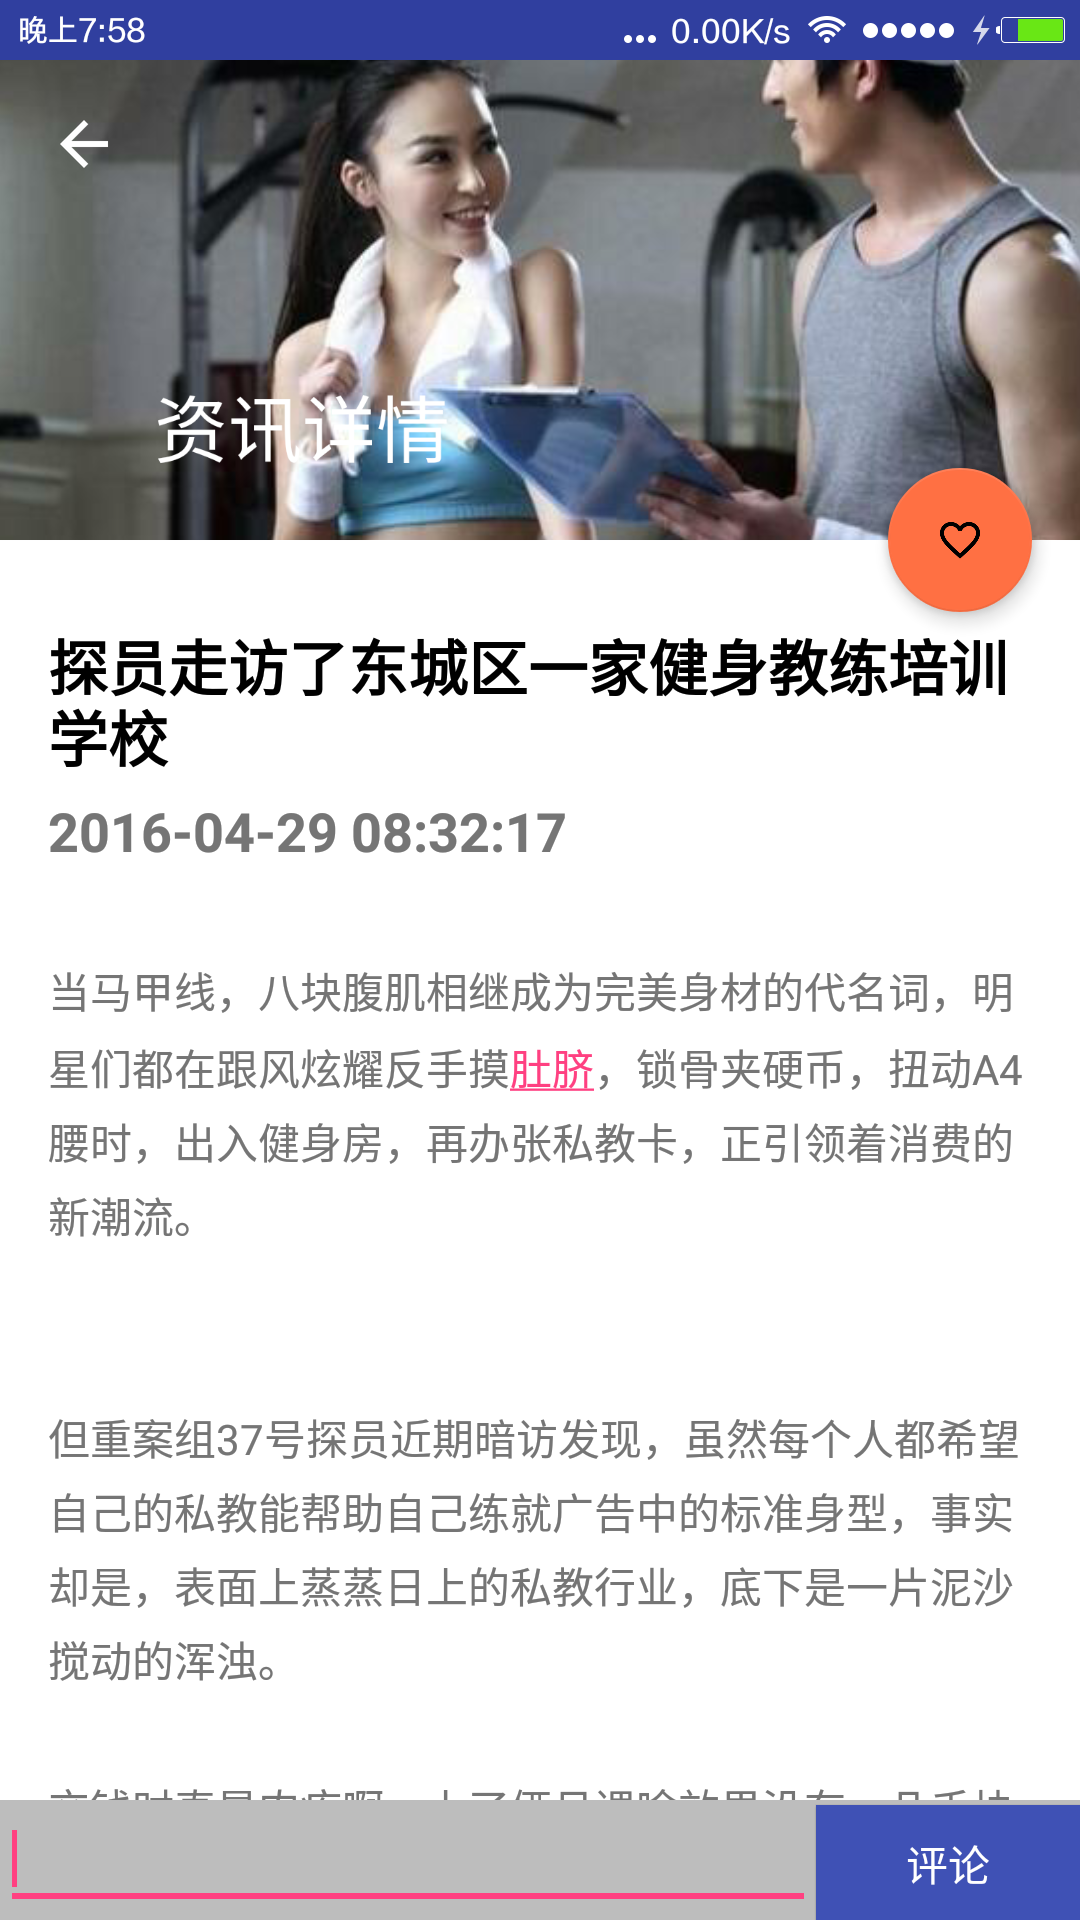 晚上7:58
0.00K/s
资讯详情
探员走访了东城区一家健身教练培训
学校
2016-04-29 08:32:17
当马甲线，八块腹肌相继成为完美身材的代名词，明
星们都在跟风炫耀反手摸肚脐，锁骨夹硬币，扭动A4
腰时，出入健身房，再办张私教卡，正引领着消费的
新潮流。
但重案组37号探员近期暗访发现，虽然每个人都希望
自己的私教能帮助自己练就广告中的标准身型，事实
却是，表面上蒸蒸日上的私教行业，底下是一片泥沙
搅动的浑浊。
评论